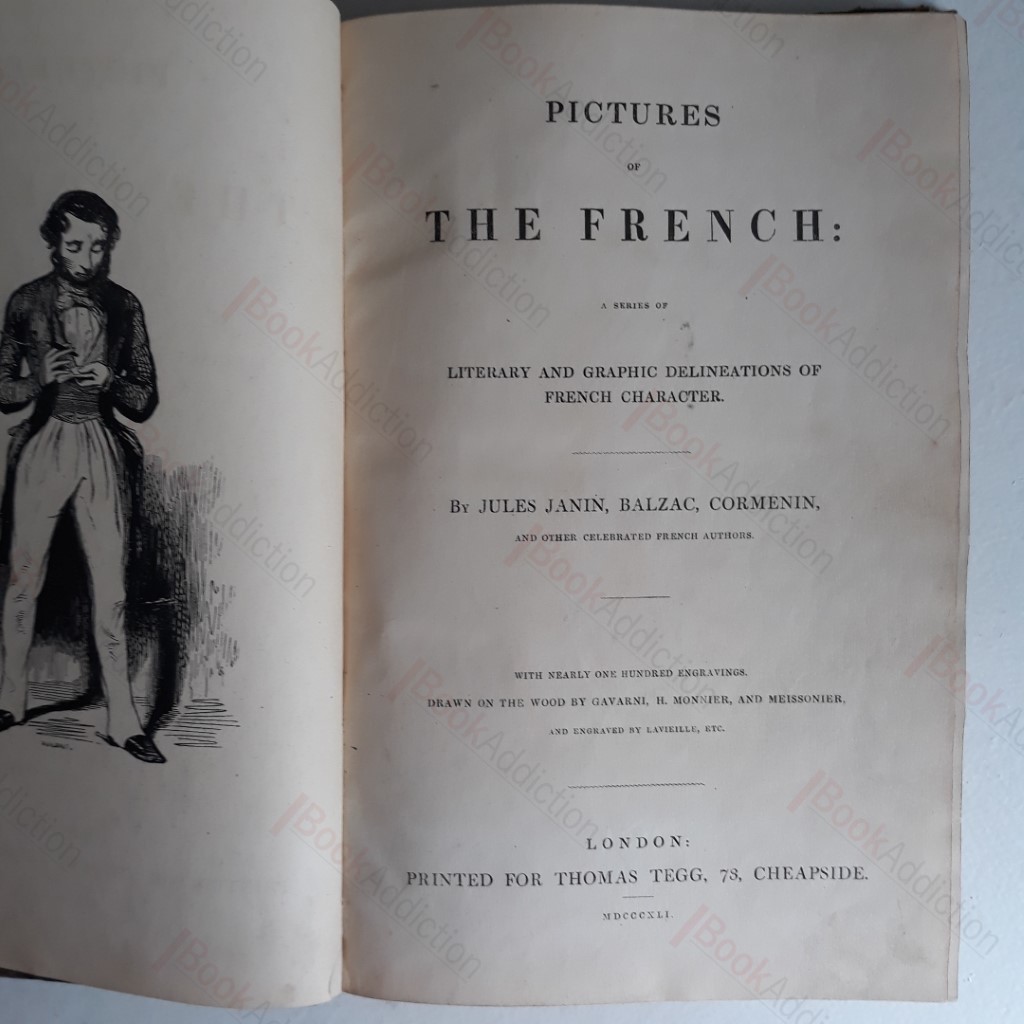 PICTURES
OF
THE FRENCH:
A SERIES OF
LITERARY AND GRAPHIC DELINEATIONS OF
FRENCH CHARACTER.
By JULES JANIN, BALZAC, CORMENIN,
AND OTHER CELEBRATED FRENCH AUTHORS.
WITH NEARLY ONE HUNDRED ENGRAVINGS.
DRAWN ON THE WOOD BY GAVARNI, H. MONNIER, AND MEISSONIER,
AND ENGRAVED BY LAVIEILLE, ETC.
LONDON:
PRINTED FOR THOMAS TEGG, 73, CHEAPSIDE.
MDCCCXLI.
BookAddiction